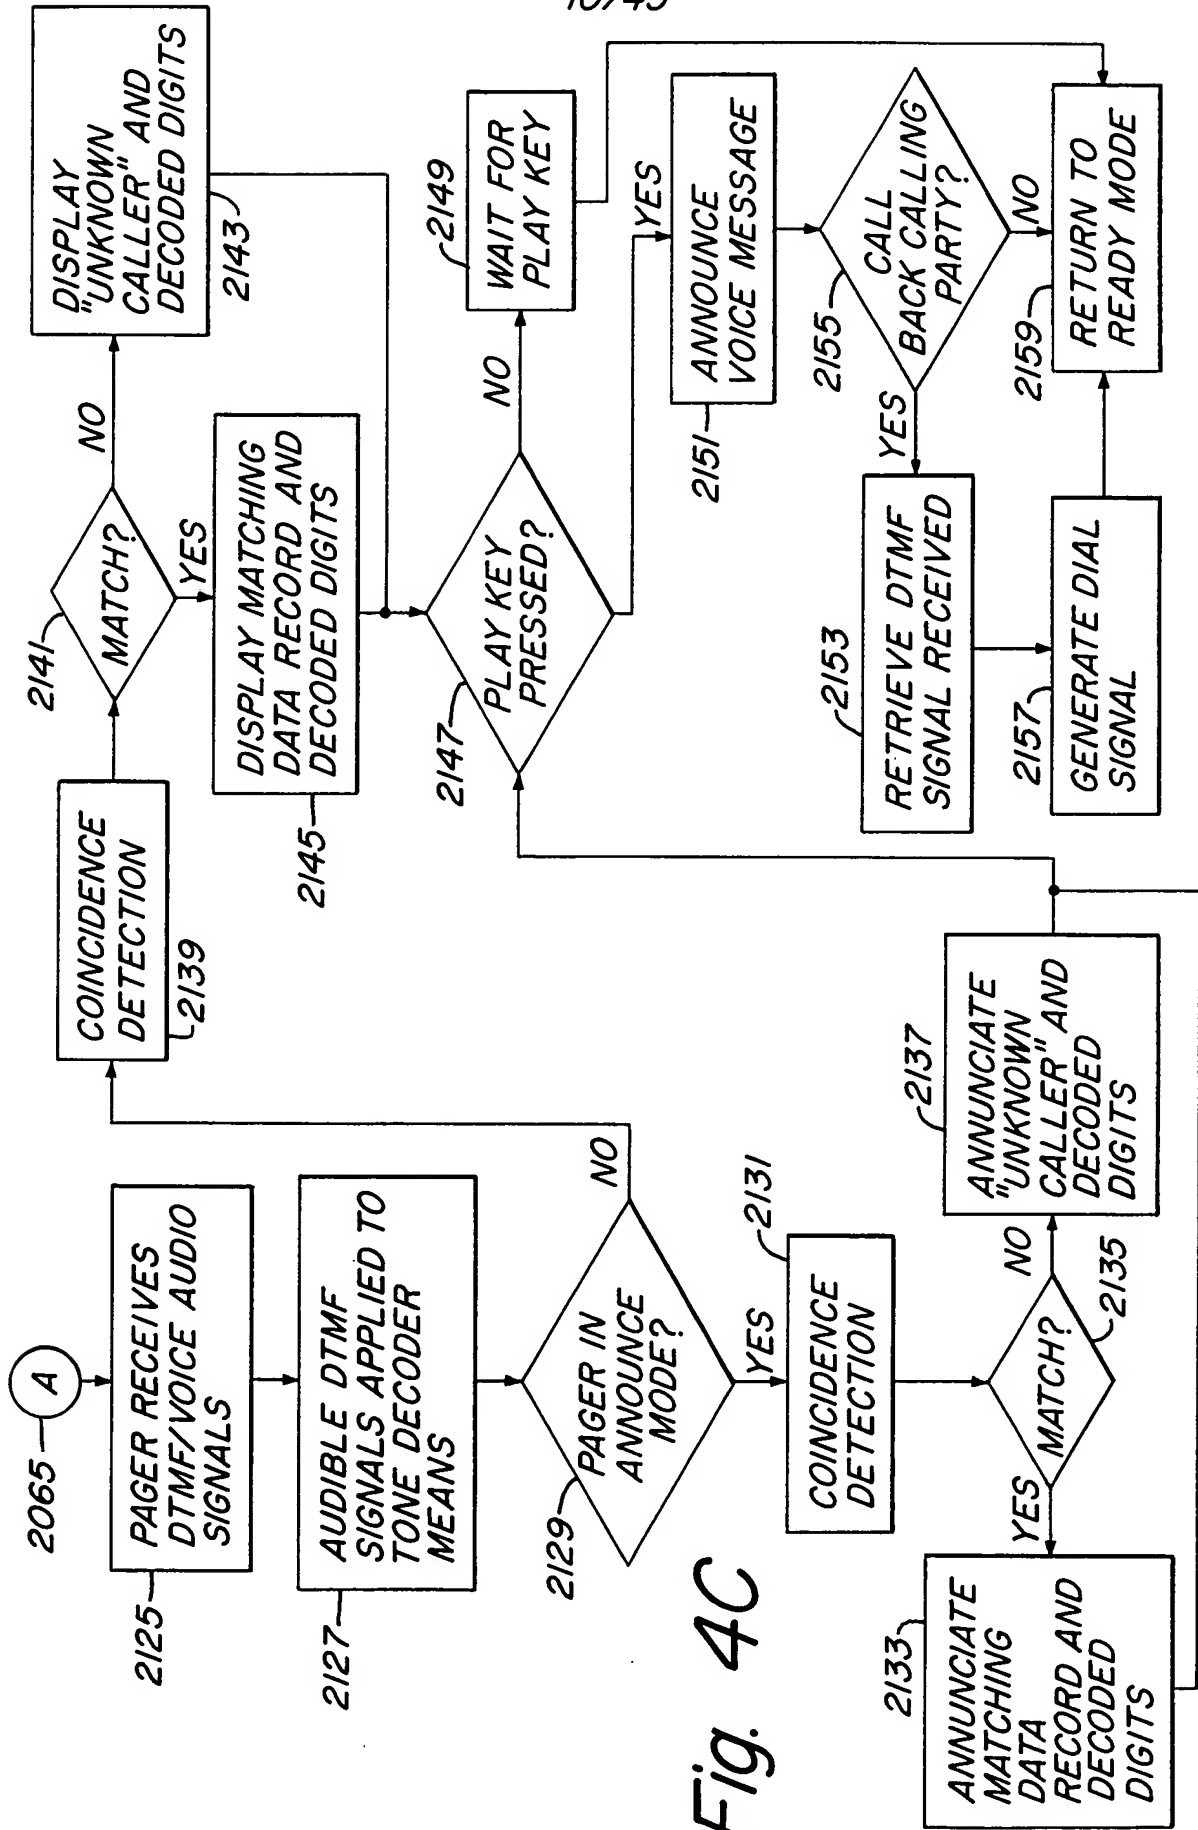 10/45
2065
A
2125
PAGER RECEIVES
DTMF/VOICE AUDIO
SIGNALS
2127
AUDIBLE DTMF
SIGNALS APPLIED TO
TONE DECODER
MEANS
2129
PAGER IN
ANNOUNCE
MODE?
NO
YES
2131
COINCIDENCE
DETECTION
MATCH?
2135
YES
NO
2133
ANNUNCIATE
MATCHING
DATA
RECORD AND
DECODED
DIGITS
2137
ANNUNCIATE
"UNKNOWN
CALLER" AND
DECODED
DIGITS
COINCIDENCE
DETECTION
2139
2141
MATCH?
NO
YES
DISPLAY
"UNKNOWN
CALLER" AND
DECODED DIGITS
2143
DISPLAY MATCHING
DATA RECORD AND
DECODED DIGITS
2145
2147
PLAY KEY
PRESSED?
NO
YES
2149
WAIT FOR
PLAY KEY
ANNOUNCE
VOICE MESSAGE
2151
2155
CALL
BACK CALLING
PARTY?
YES
NO
2153
RETRIEVE DTMF
SIGNAL RECEIVED
2157
GENERATE DIAL
SIGNAL
2159
RETURN TO
READY MODE
Fig. 4C